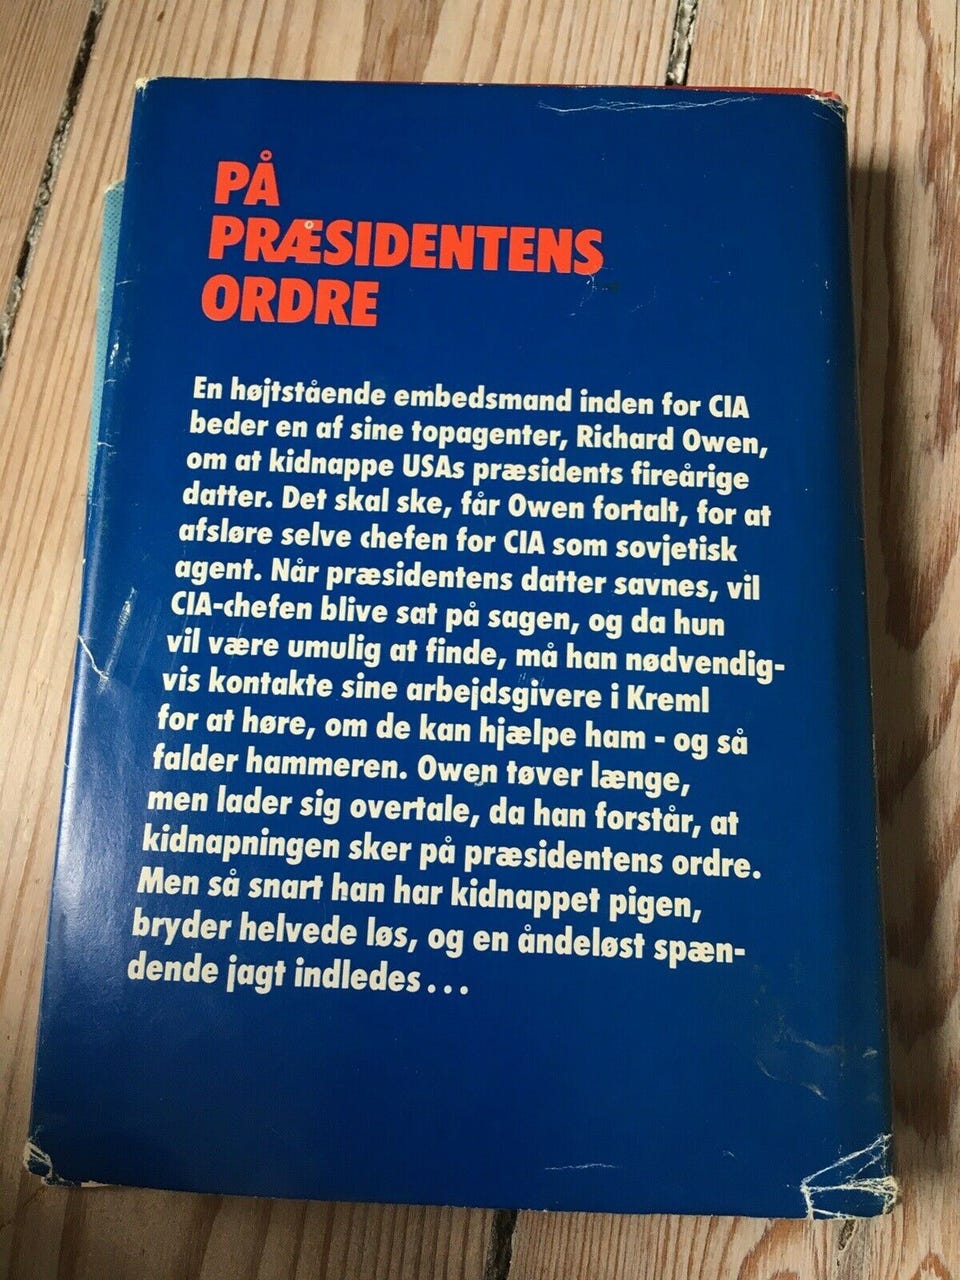 PÅ
PRÆSIDENTENS
ORDRE
En højtstående embedsmand inden for CIA
beder en af sine topagenter, Richard Owen,
om at kidnappe USAs præsidents fireårige
datter. Det skal ske, får Owen fortalt, for at
afsløre selve chefen for CIA som sovjetisk
agent. Når præsidentens datter savnes, vil
CIA-chefen blive sat på sagen, og da hun
vil være umulig at finde, må han nødvendig-
vis kontakte sine arbejdsgivere i Kreml
for at høre, om de kan hjælpe ham - og så
falder hammeren. Owen tøver længe,
men lader sig overtale, da han forstår, at
kidnapningen sker på præsidentens ordre.
Men så snart han har kidnappet pigen,
bryder helvede løs, og en åndeløst spæn-
dende jagt indledes...